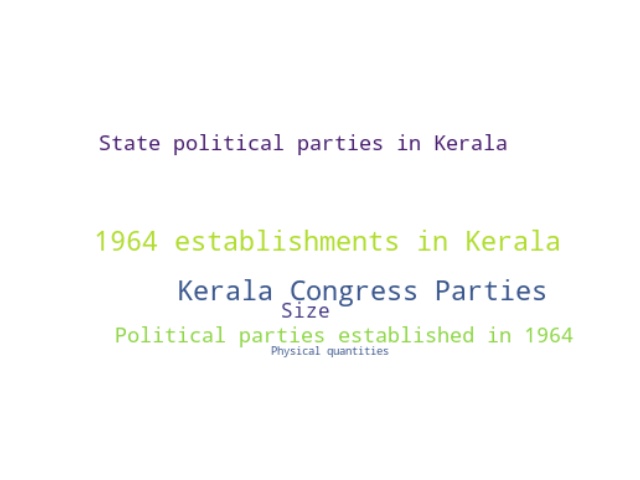 State political parties in Kerala
1964 establishments in Kerala
Kerala Congress Parties
Size
Political parties established in 1964
Physical quantities